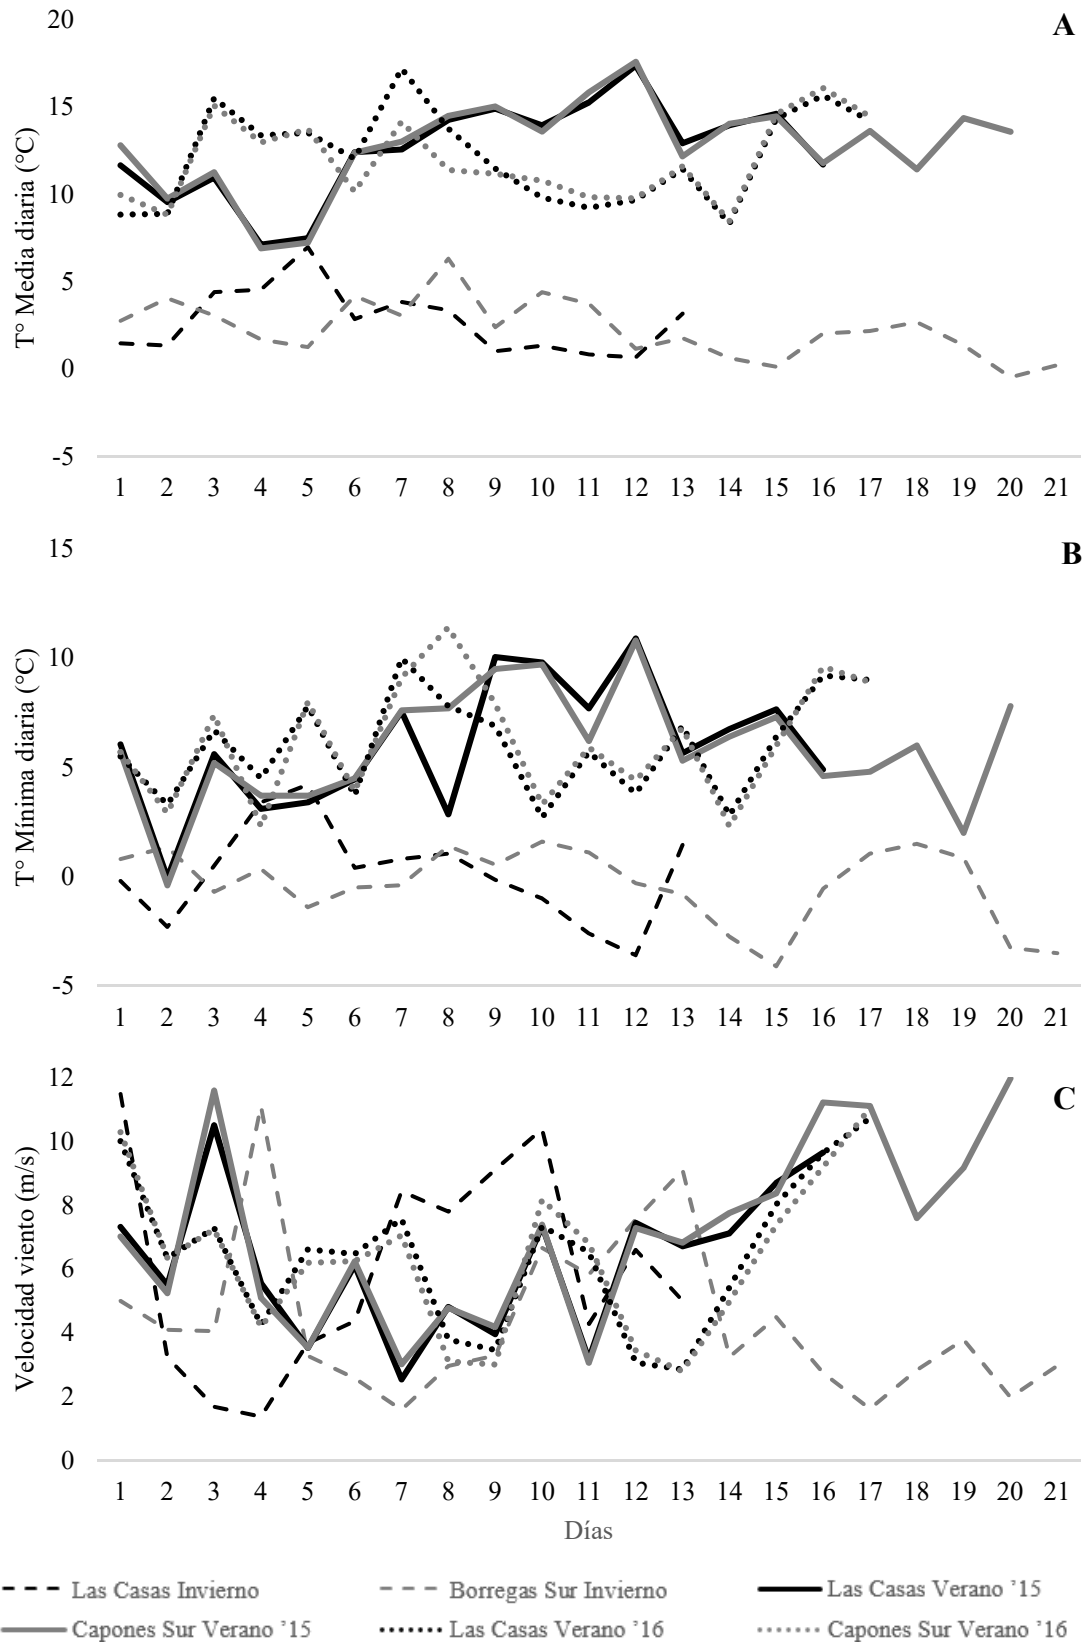 A
20
15
10
5
0
-5
T° Media diaria (°C)
1 2 3 4 5 6 7 8 9 10 11 12 13 14 15 16 17 18 19 20 21
B
15
10
5
0
-5
T° Mínima diaria (°C)
1 2 3 4 5 6 7 8 9 10 11 12 13 14 15 16 17 18 19 20 21
C
12
10
8
6
4
2
0
Velocidad viento (m/s)
1 2 3 4 5 6 7 8 9 10 11 12 13 14 15 16 17 18 19 20 21
Días
Las Casas Invierno Borregas Sur Invierno Las Casas Verano ’15
Capones Sur Verano ’15 Las Casas Verano ’16 Capones Sur Verano ’16